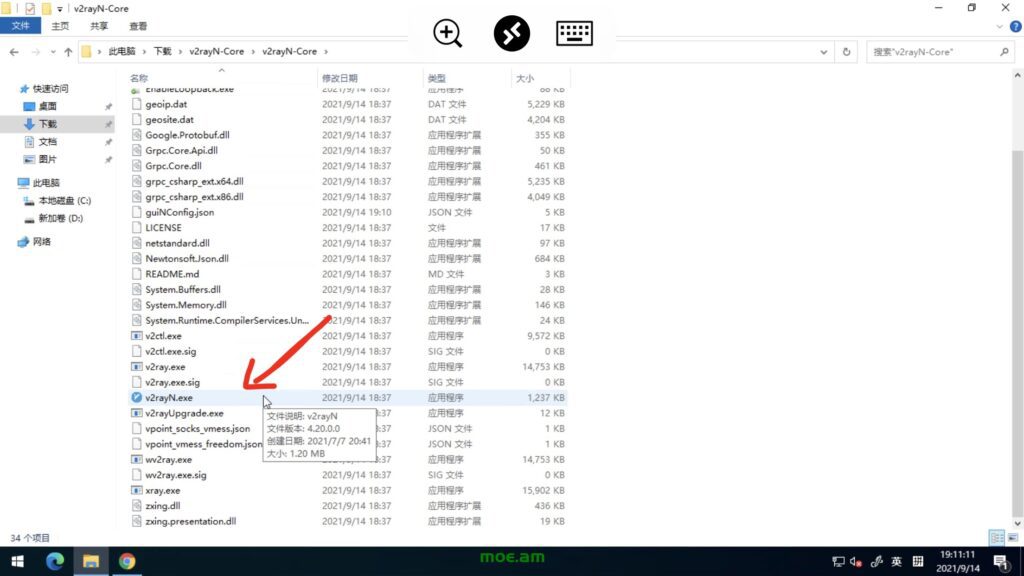 v2rayN-Core
文件 主页 共享 查看
此电脑 > 下载 > v2rayN-Core > v2rayN-Core >
搜索"v2rayN-Core"
快速访问
桌面
下载
文档
图片
此电脑
本地磁盘 (C:)
新加卷 (D:)
网络
名称 修改日期 类型 大小
EnableLoopback.exe 2021/9/14 18:37 应用程序 88 KB
geoip.dat 2021/9/14 18:37 DAT 文件 5,229 KB
geosite.dat 2021/9/14 18:37 DAT 文件 4,204 KB
Google.Protobuf.dll 2021/9/14 18:37 应用程序扩展 355 KB
Grpc.Core.Api.dll 2021/9/14 18:37 应用程序扩展 50 KB
Grpc.Core.dll 2021/9/14 18:37 应用程序扩展 461 KB
grpc_csharp_ext.x64.dll 2021/9/14 18:37 应用程序扩展 5,235 KB
grpc_csharp_ext.x86.dll 2021/9/14 18:37 应用程序扩展 4,049 KB
guiNConfig.json 2021/9/14 19:10 JSON 文件 5 KB
LICENSE 2021/9/14 18:37 文件 17 KB
netstandard.dll 2021/9/14 18:37 应用程序扩展 97 KB
Newtonsoft.Json.dll 2021/9/14 18:37 应用程序扩展 684 KB
README.md 2021/9/14 18:37 MD 文件 3 KB
System.Buffers.dll 2021/9/14 18:37 应用程序扩展 28 KB
System.Memory.dll 2021/9/14 18:37 应用程序扩展 146 KB
System.Runtime.CompilerServices.Un... 2021/9/14 18:37 应用程序扩展 24 KB
v2ctl.exe 2021/9/14 18:37 应用程序 9,572 KB
v2ctl.exe.sig 2021/9/14 18:37 SIG 文件 0 KB
v2ray.exe 2021/9/14 18:37 应用程序 14,753 KB
v2ray.exe.sig 2021/9/14 18:37 SIG 文件 0 KB
v2rayN.exe 2021/9/14 18:37 应用程序 1,237 KB
v2rayUpgrade.exe 应用程序 12 KB
vpoint_socks_vmess.json JSON 文件 1 KB
vpoint_vmess_freedom.json JSON 文件 1 KB
wv2ray.exe 应用程序 14,753 KB
wv2ray.exe.sig 2021/9/14 18:37 SIG 文件 0 KB
xray.exe 2021/9/14 18:37 应用程序 15,902 KB
zxing.dll 2021/9/14 18:37 应用程序扩展 436 KB
zxing.presentation.dll 2021/9/14 18:37 应用程序扩展 19 KB
文件说明: v2rayN
文件版本: 4.20.0.0
创建日期: 2021/7/7 20:41
大小: 1.20 MB
34 个项目
moe.am
英
19:11:11
2021/9/14
1